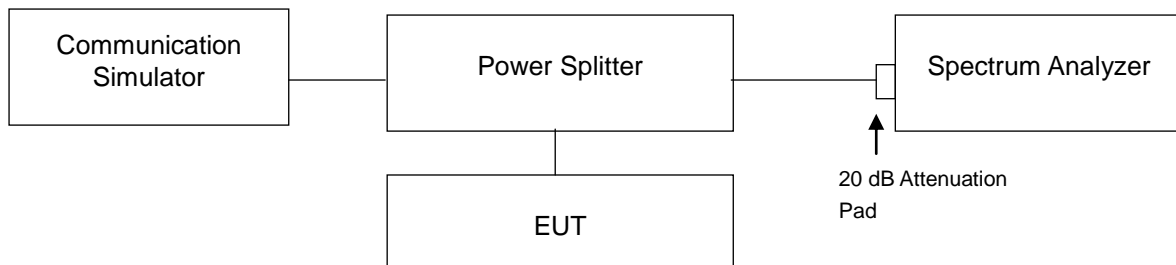 Communication
Simulator
Power Splitter
Spectrum Analyzer
20 dB Attenuation
Pad
EUT